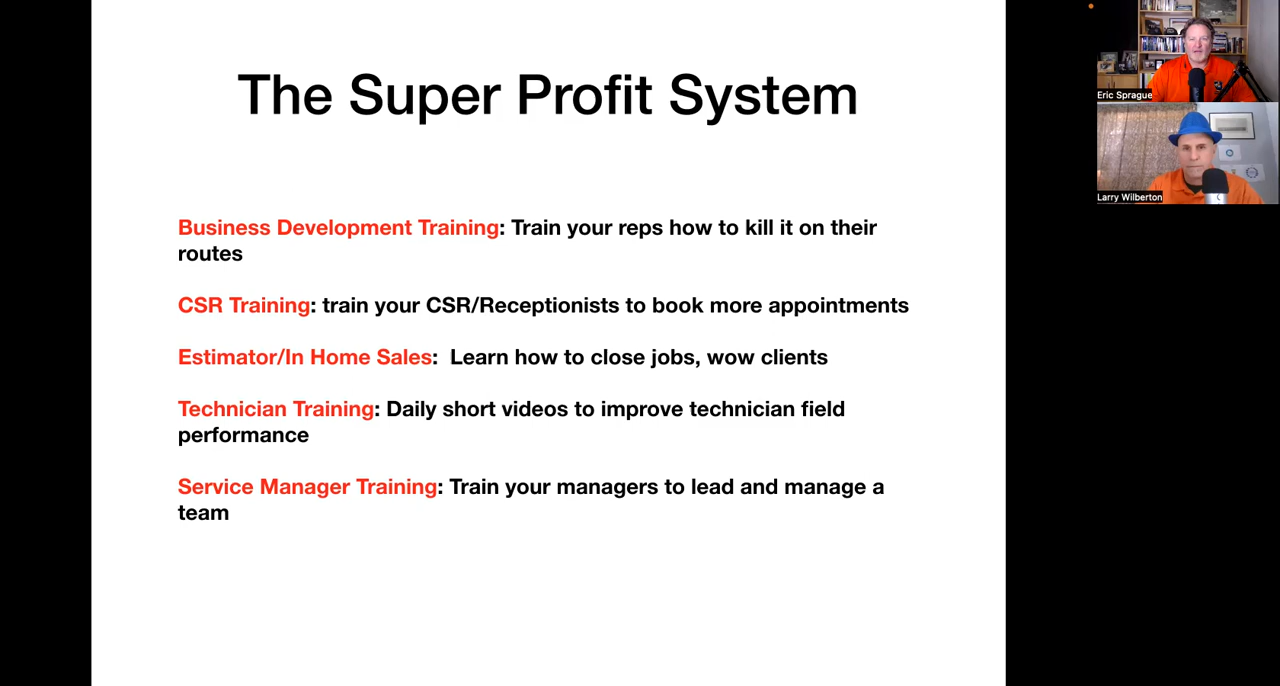 The Super Profit System
Business Development Training: Train your reps how to kill it on their
routes
CSR Training: train your CSR/Receptionists to book more appointments
Estimator/In Home Sales:  Learn how to close jobs, wow clients
Technician Training: Daily short videos to improve technician field
performance
Service Manager Training: Train your managers to lead and manage a
team
Eric Sprague
Larry Wilberton